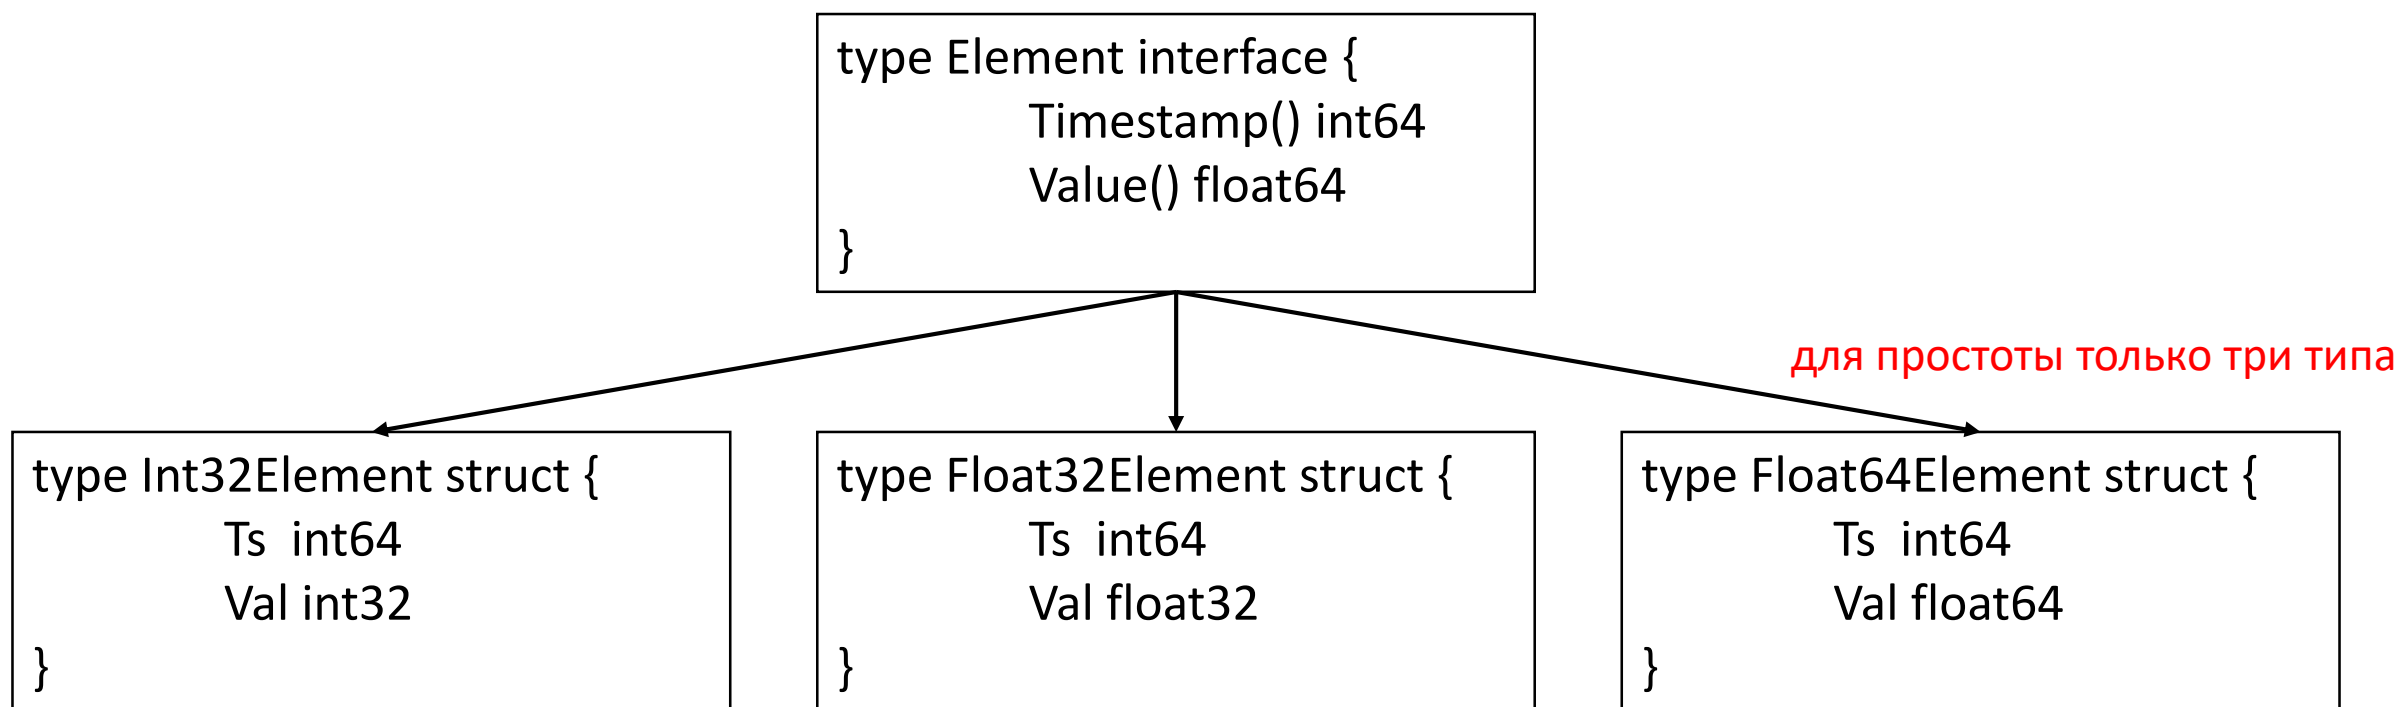 type Element interface {
Timestamp() int64
Value() float64
}
для простоты только три типа
type Int32Element struct {
Ts int64
Val int32
}
type Float32Element struct {
Ts int64
Val float32
}
type Float64Element struct {
Ts int64
Val float64
}